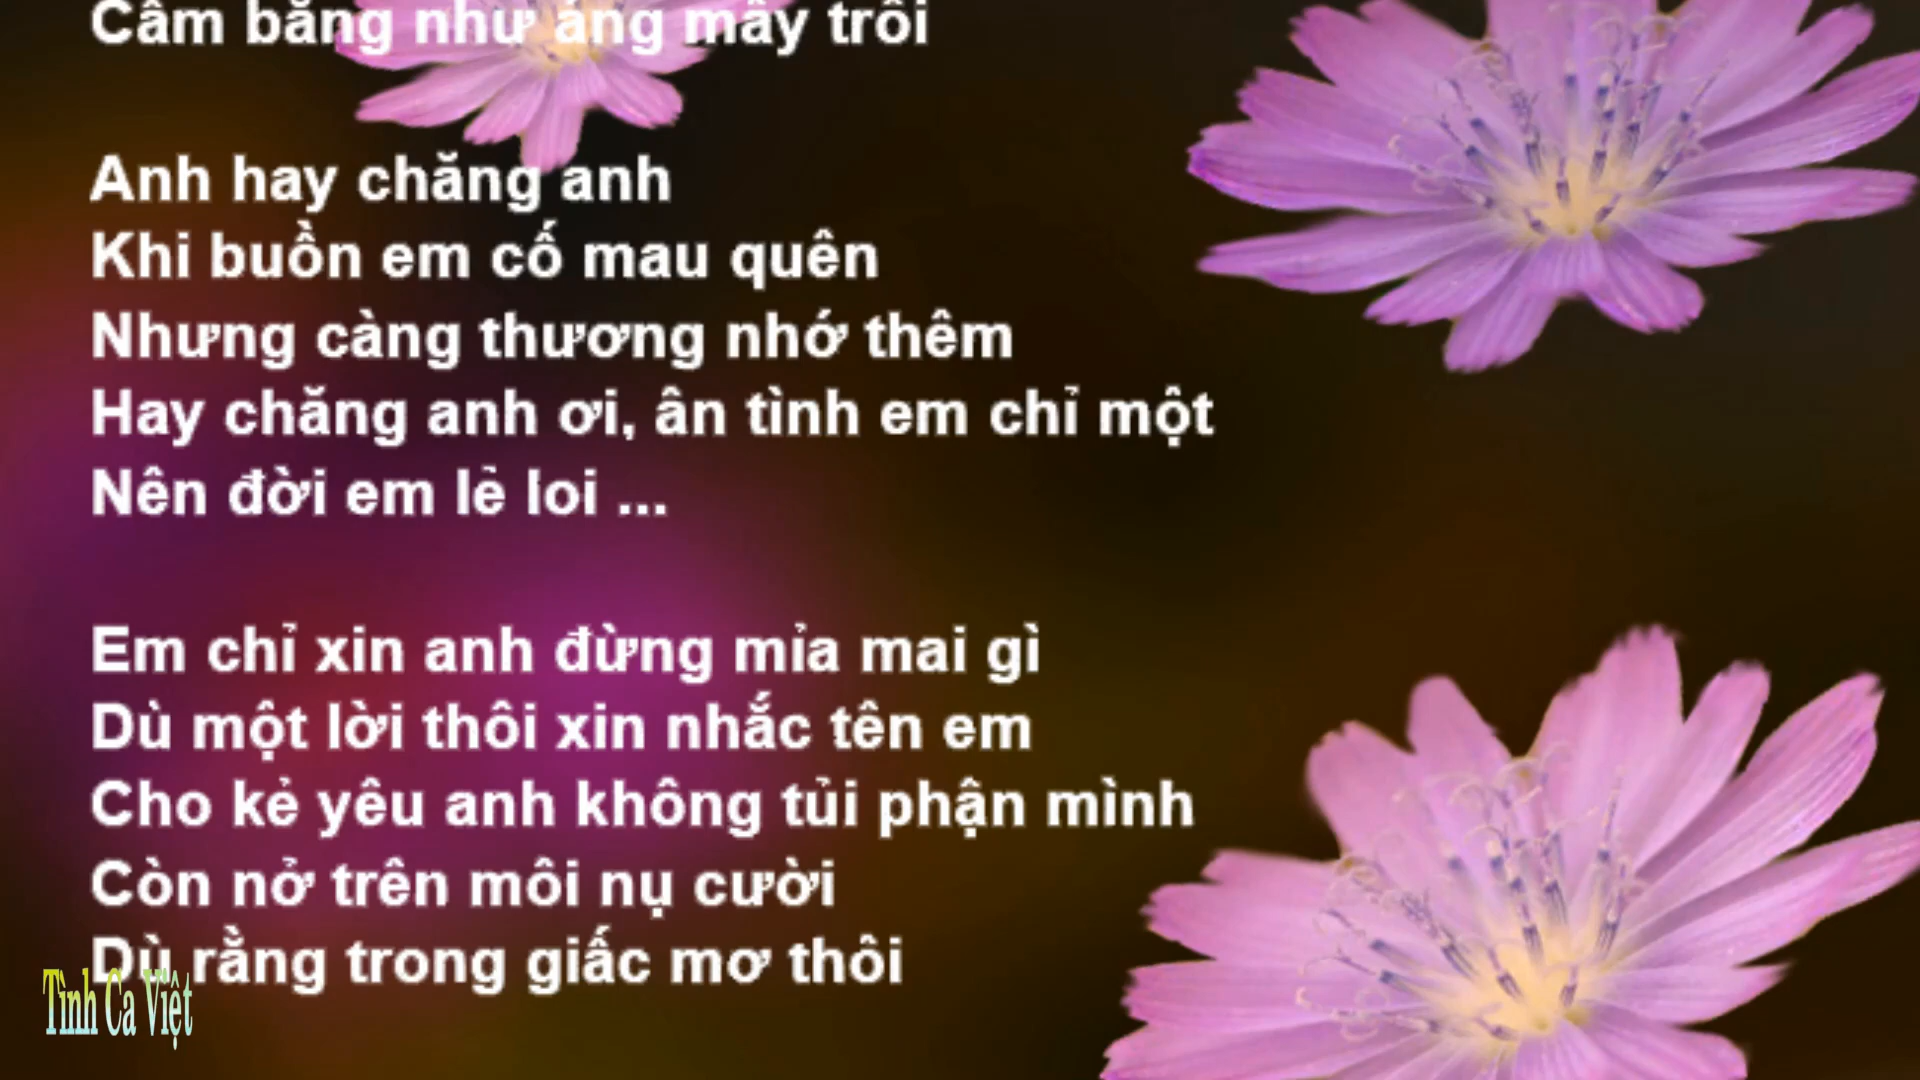 Cầm bằng như áng mây trôi
Anh hay chăng anh
Khi buồn em cố mau quên
Nhưng càng thương nhớ thêm
Hay chăng anh ơi, ân tình em chỉ một
Nên đời em lẻ loi ...
Em chỉ xin anh đừng mỉa mai gì
Dù một lời thôi xin nhắc tên em
Cho kẻ yêu anh không tủi phận mình
Còn nở trên môi nụ cười
Dù rằng trong giấc mơ thôi
Tình Ca Việt